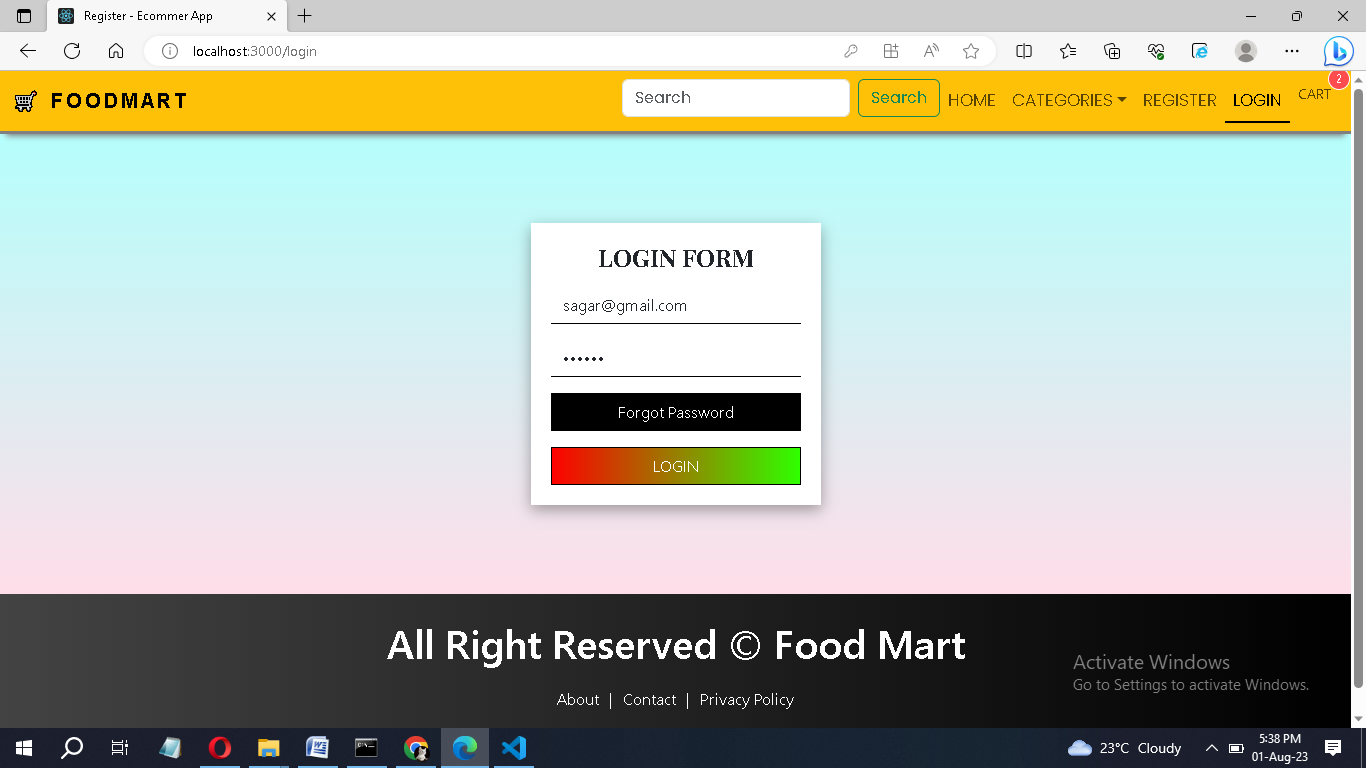 Register - Ecommer App
localhost:3000/login
FOODMART
Search
Search
HOME
CATEGORIES
REGISTER
LOGIN
CART
2
LOGIN FORM
sagar@gmail.com
••••••
Forgot Password
LOGIN
All Right Reserved © Food Mart
About | Contact | Privacy Policy
Activate Windows
Go to Settings to activate Windows.
23°C Cloudy
5:38 PM
01-Aug-23